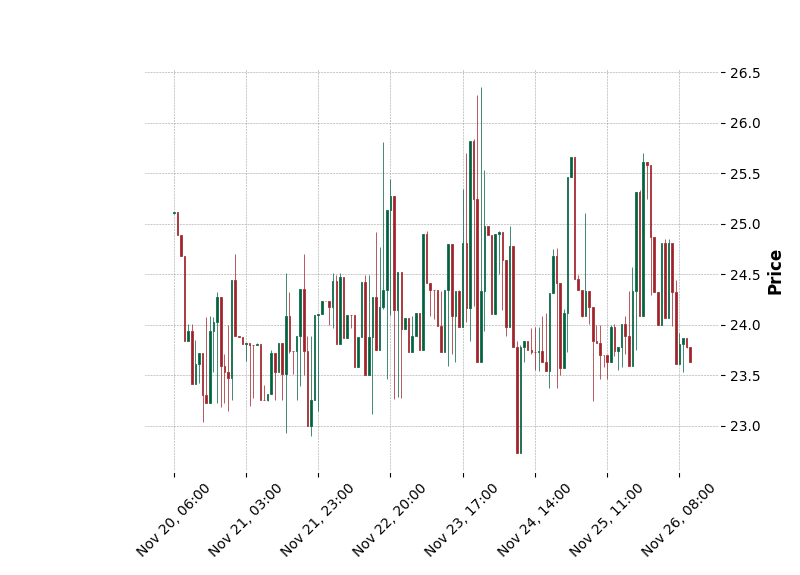 26.5
26.0
25.5
25.0
24.5
24.0
23.5
23.0
Price
Nov 20, 06:00
Nov 21, 03:00
Nov 21, 23:00
Nov 22, 20:00
Nov 23, 17:00
Nov 24, 14:00
Nov 25, 11:00
Nov 26, 08:00